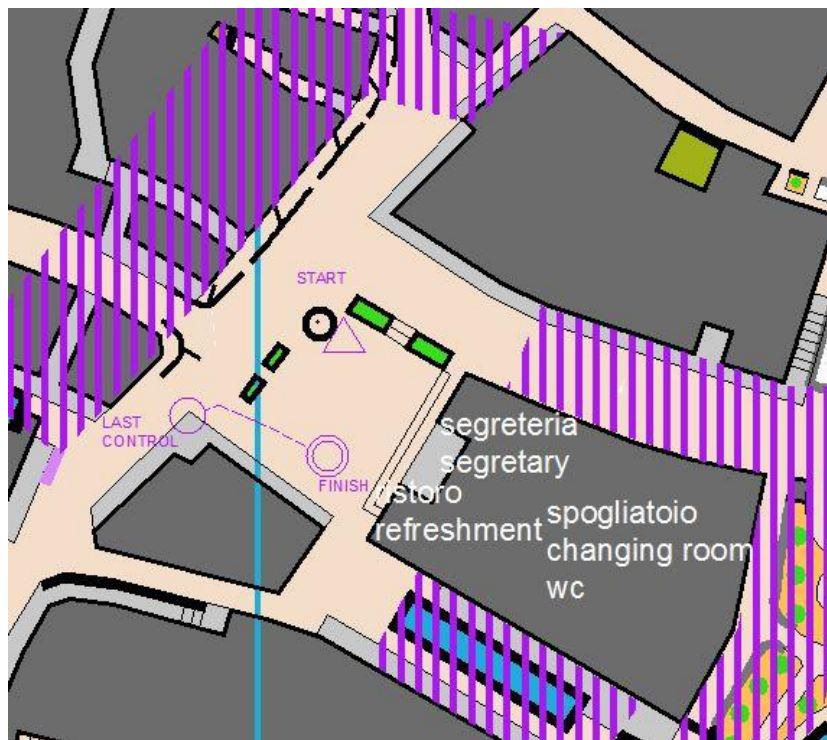 START
LAST
CONTROL
FINISH
segreteria
segretary
ristoro
refreshment
spogliatoio
changing room
wc